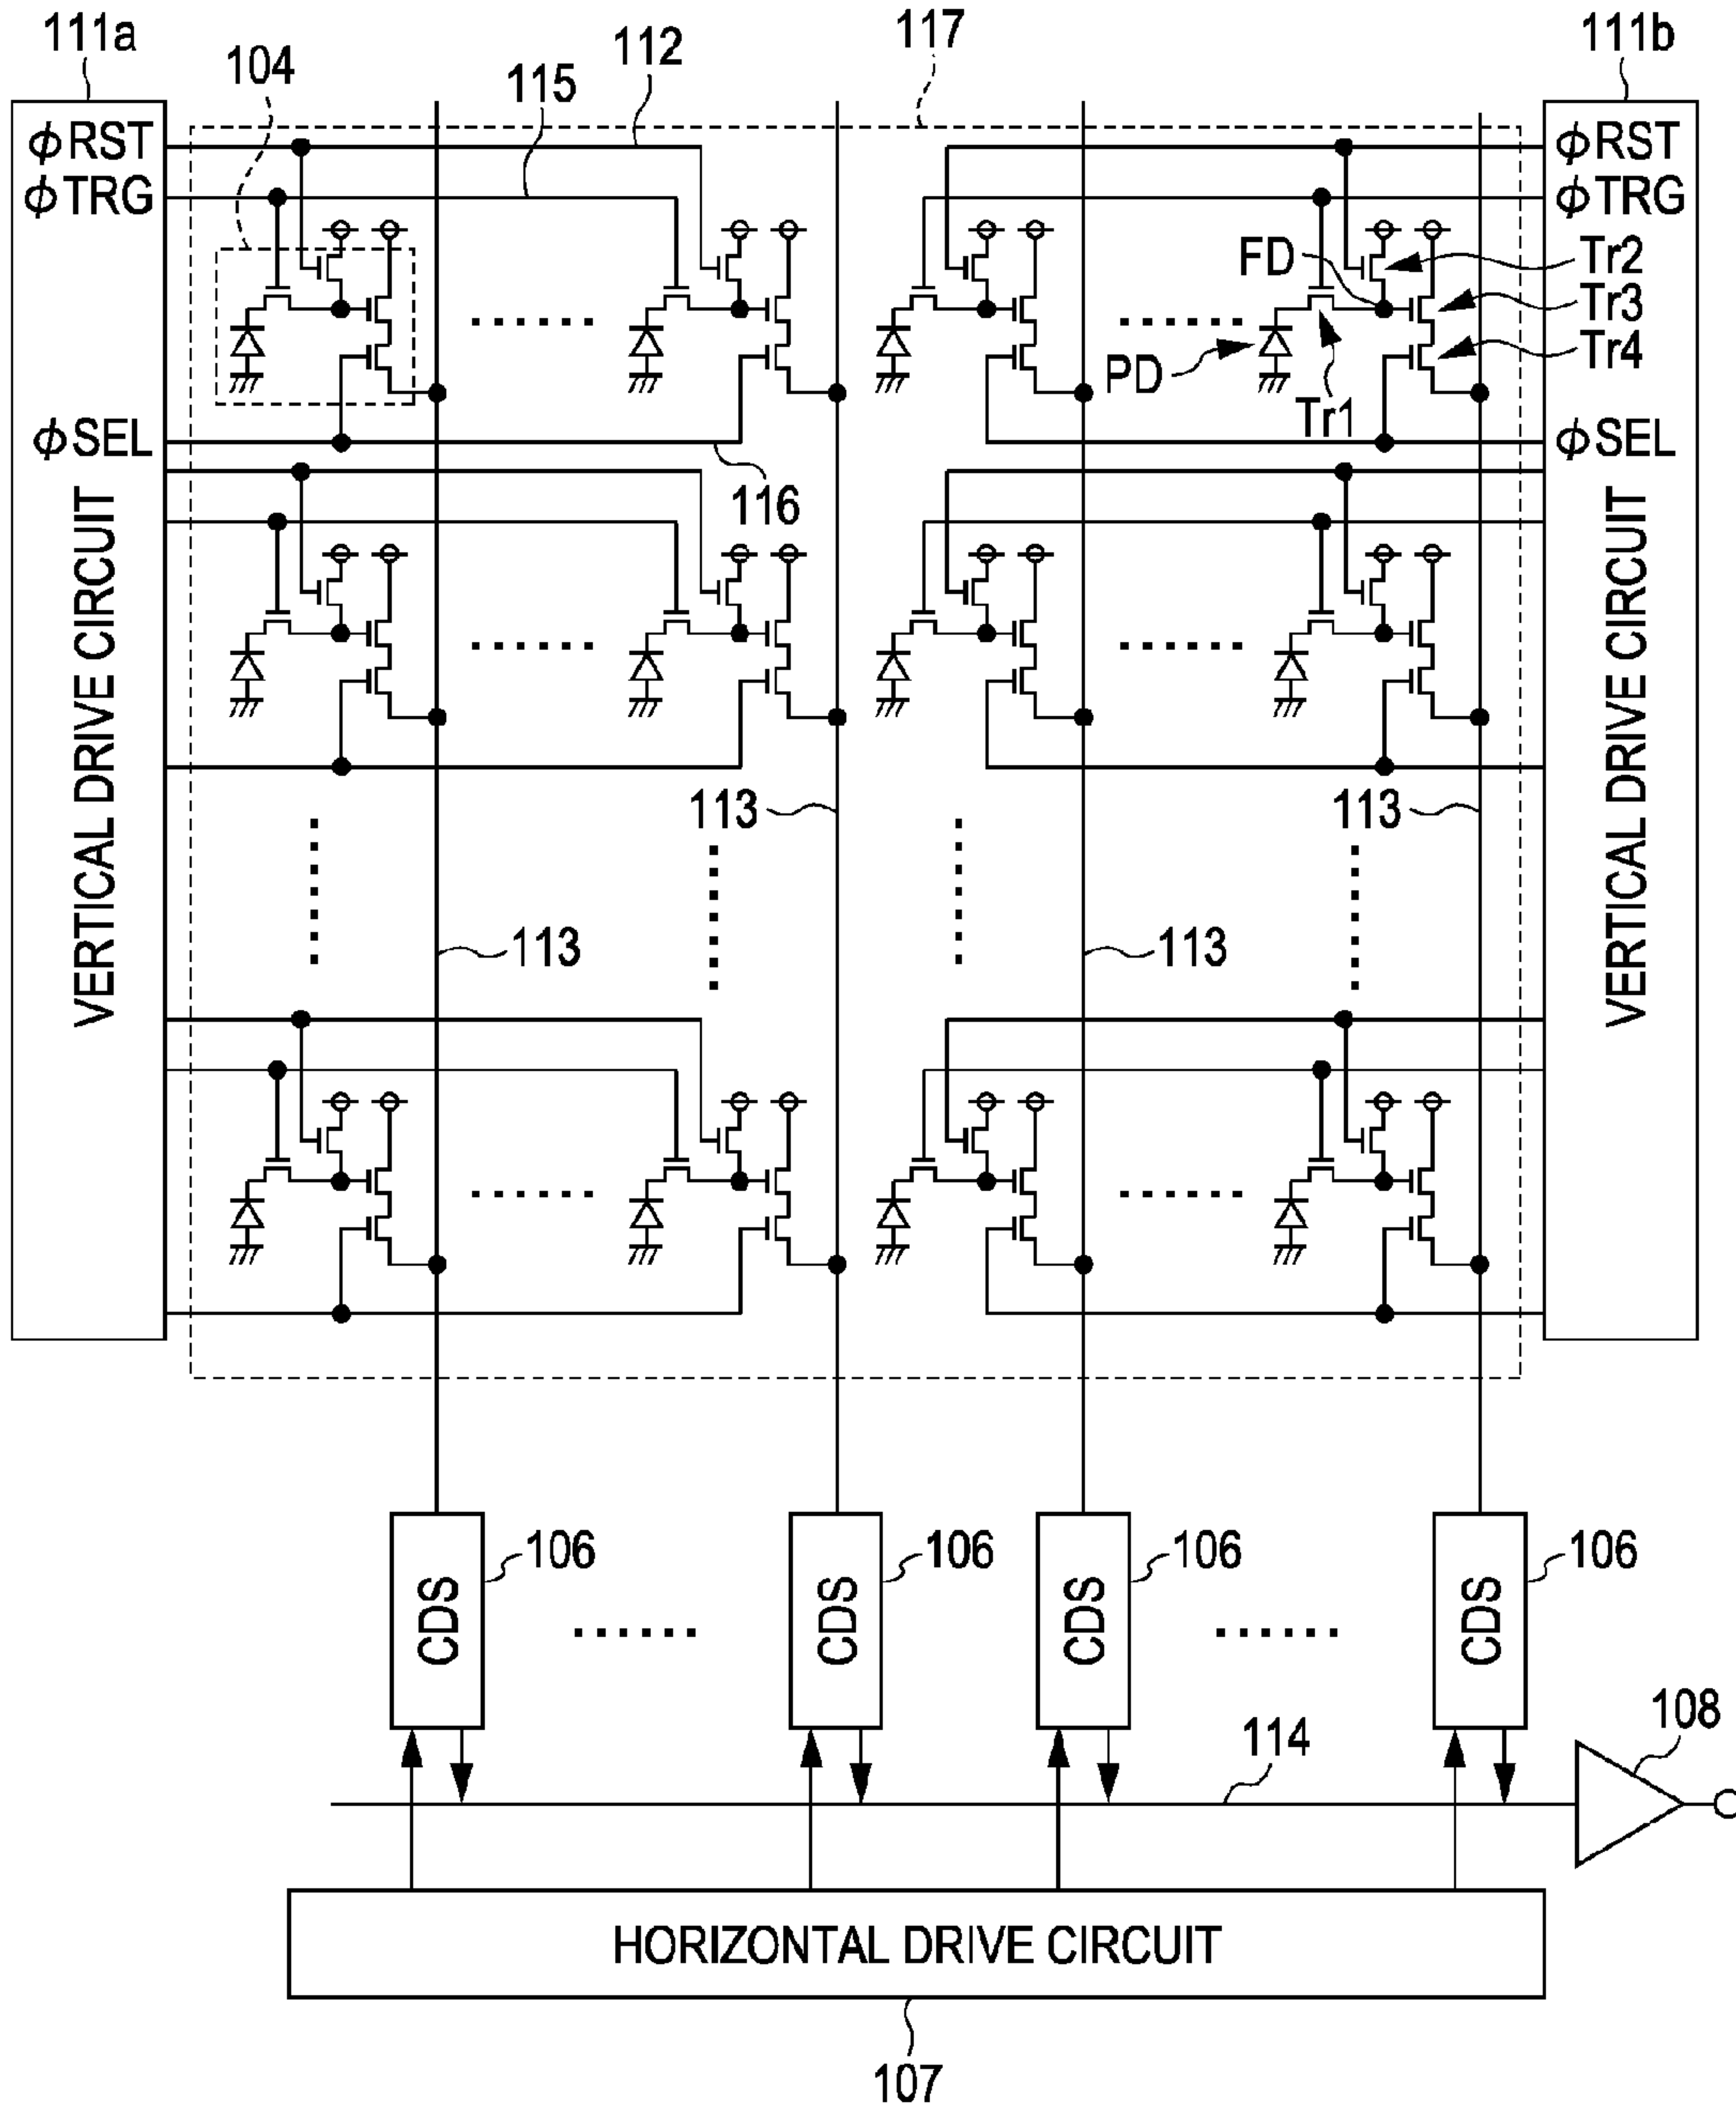 111a
104
115
112
117
111b
ϕRST
ϕTRG
ϕSEL
VERTICAL DRIVE CIRCUIT
116
FD
PD
Tr1
ϕRST
ϕTRG
Tr2
Tr3
Tr4
ϕSEL
VERTICAL DRIVE CIRCUIT
113
113
113
113
CDS
106
CDS
106
CDS
106
CDS
106
114
108
HORIZONTAL DRIVE CIRCUIT
107